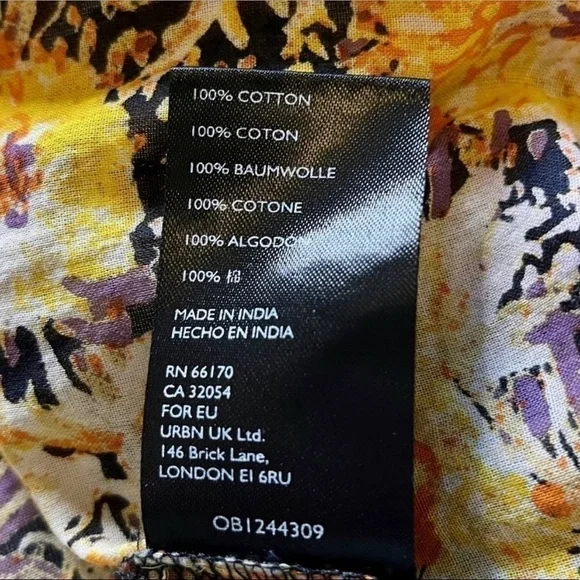 100% COTTON
100% COTON
100% BAUMWOLLE
100% COTONE
100% ALGODON
100% 棉
MADE IN INDIA
HECHO EN INDIA
RN 66170
CA 32054
FOR EU
URBN UK Ltd.
146 Brick Lane,
LONDON E1 6RU
OB1244309